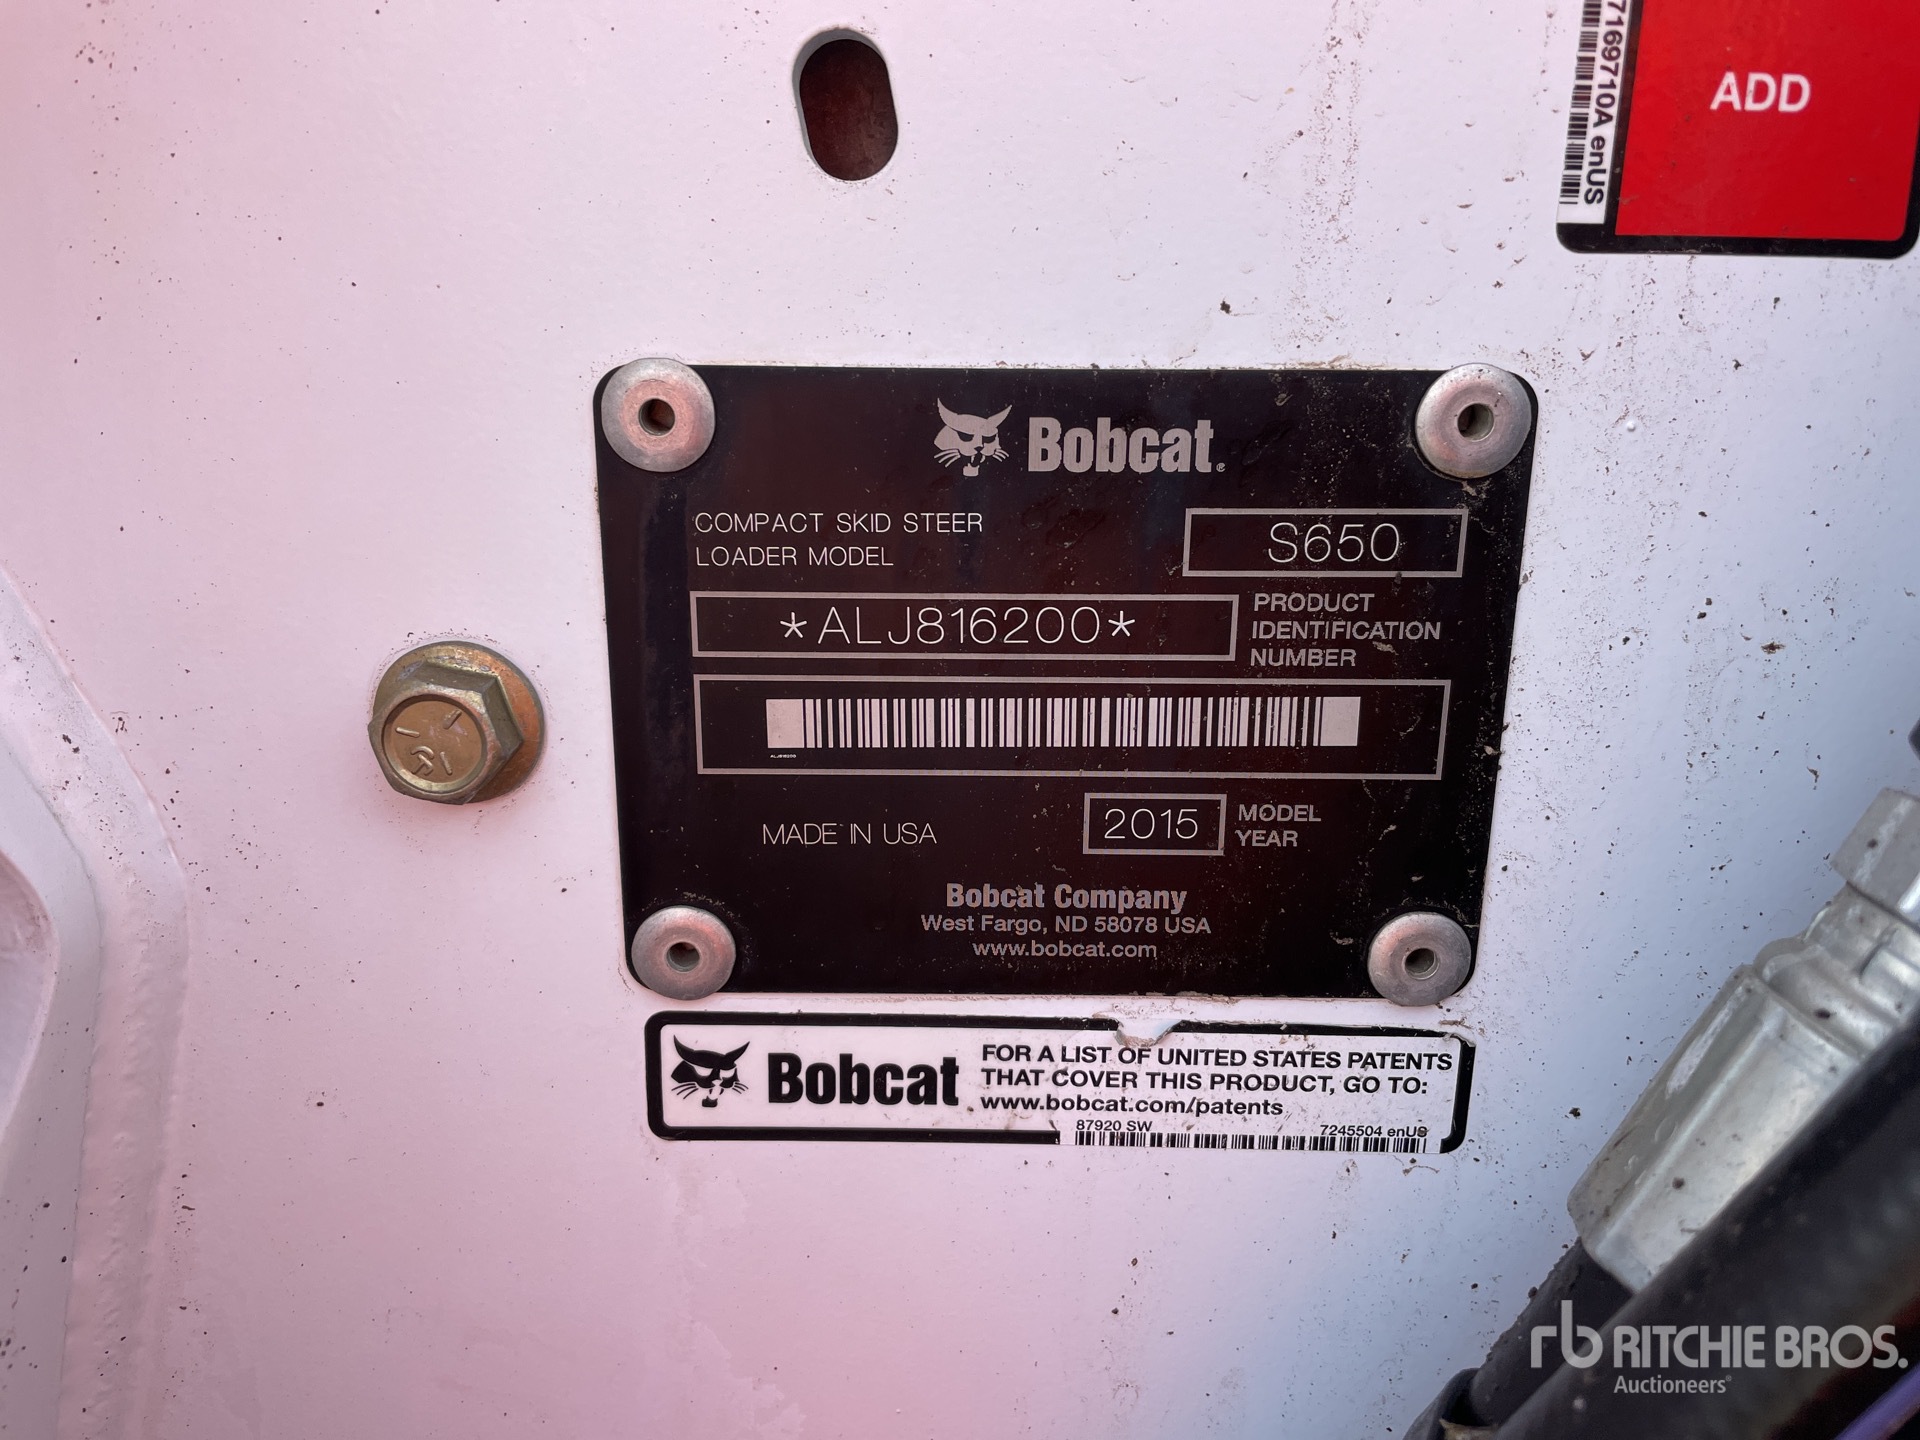 7169710A enUS
ADD
Bobcat®
COMPACT SKID STEER
LOADER MODEL
S650
*ALJ816200*
PRODUCT
IDENTIFICATION
NUMBER
ALJ816200
MADE IN USA
2015
MODEL
YEAR
Bobcat Company
West Fargo, ND 58078 USA
www.bobcat.com
Bobcat
FOR A LIST OF UNITED STATES PATENTS
THAT COVER THIS PRODUCT, GO TO:
www.bobcat.com/patents
87920 SW
7245504 enUS
rb RITCHIE BROS.
Auctioneers®